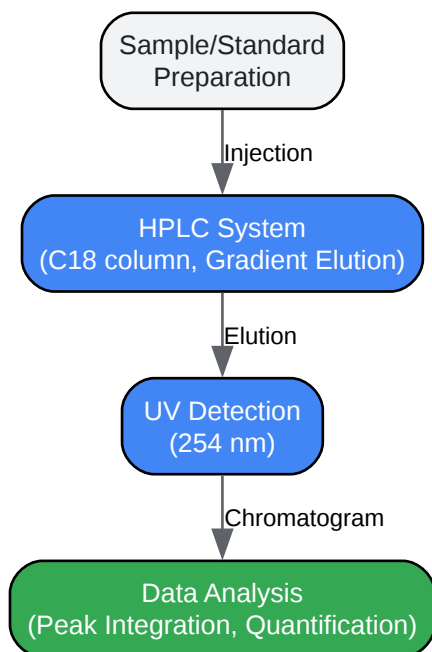 Sample/Standard
Preparation
Injection
HPLC System
(C18 column, Gradient Elution)
Elution
UV Detection
(254 nm)
Chromatogram
Data Analysis
(Peak Integration, Quantification)